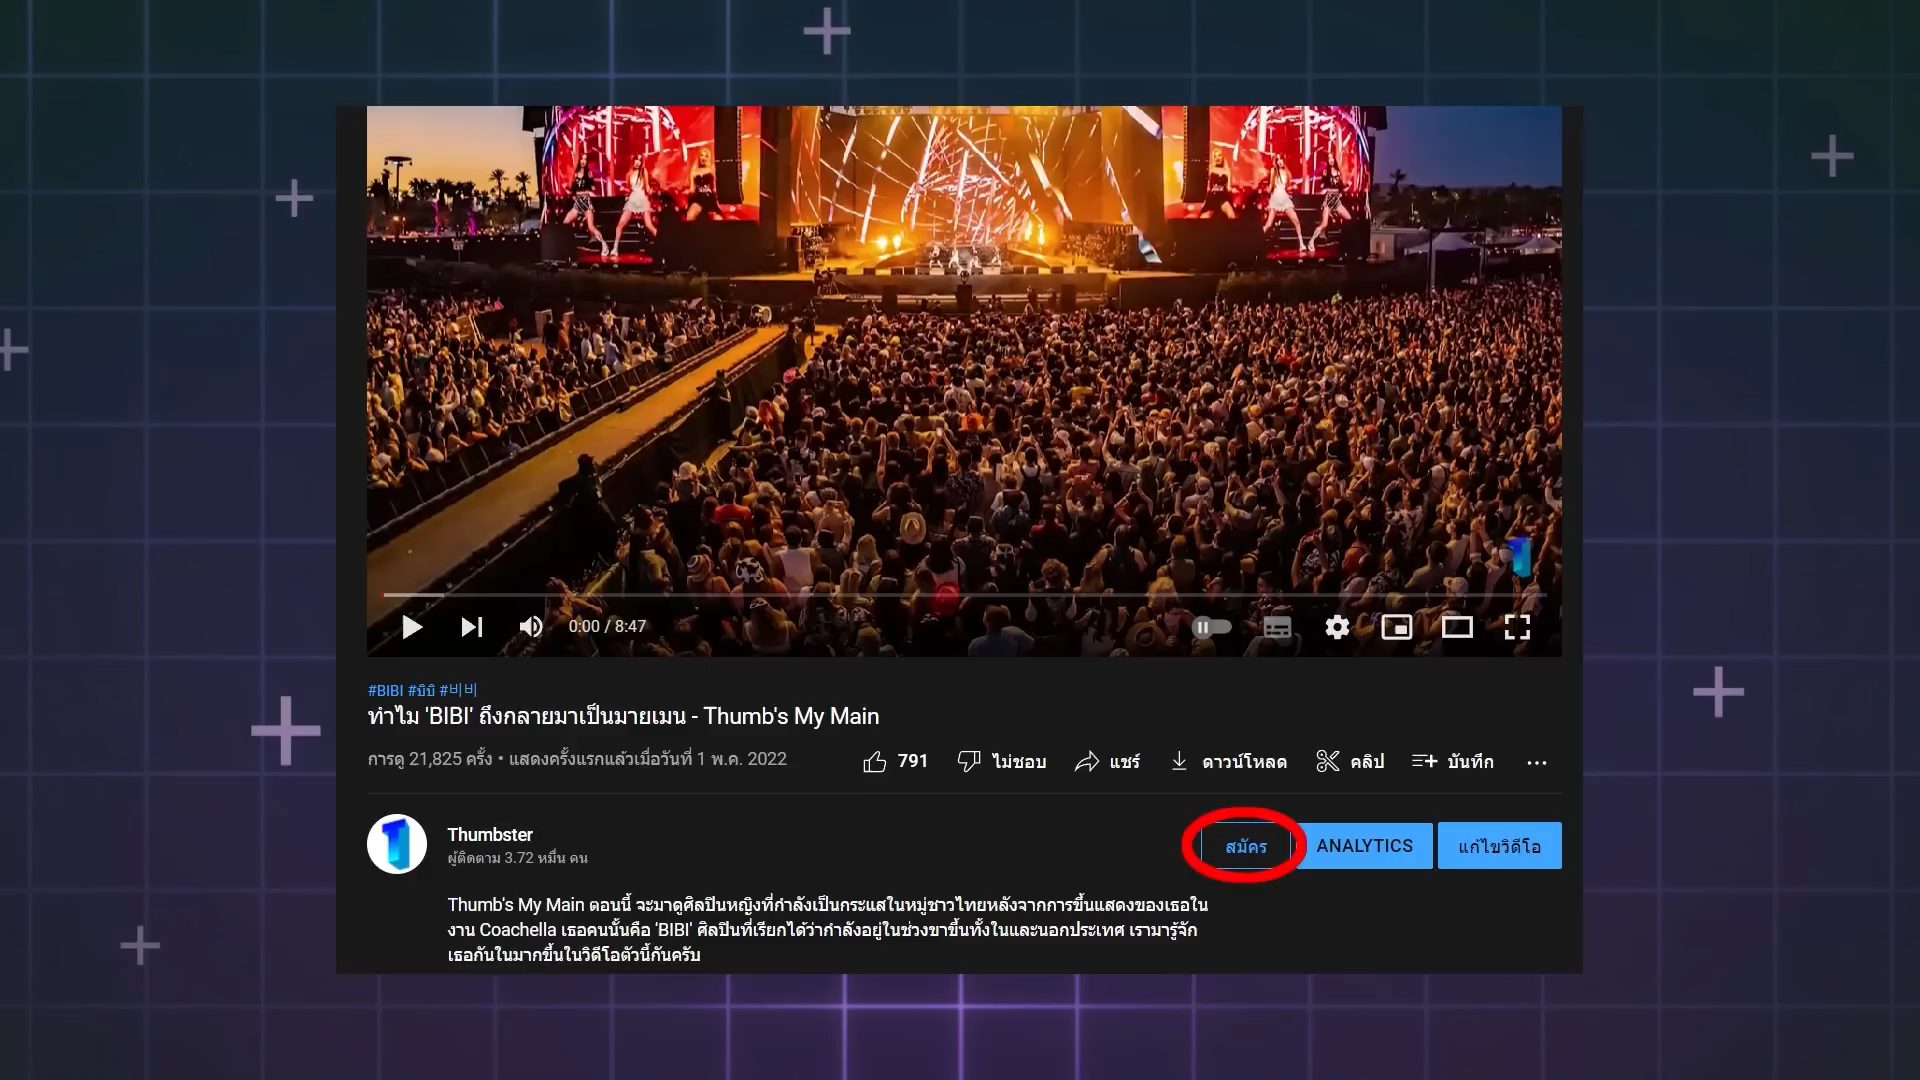 0:00 / 8:47
#BIBI #บิบิ #비비
ทำไม 'BIBI' ถึงกลายมาเป็นมายเมน - Thumb's My Main
การดู 21,825 ครั้ง • แสดงครั้งแรกแล้วเมื่อวันที่ 1 พ.ค. 2022
791 ไม่ชอบ แชร์ ดาวน์โหลด คลิป บันทึก
Thumbster
ผู้ติดตาม 3.72 หมื่น คน
สมัคร ANALYTICS แก้ไขวิดีโอ
Thumb's My Main ตอนนี้ จะมาดูศิลปินหญิงที่กำลังเป็นกระแสในหมู่ชาวไทยหลังจากการขึ้นแสดงของเธอใน
งาน Coachella เธอคนนั้นคือ 'BIBI' ศิลปินที่เรียกได้ว่ากำลังอยู่ในช่วงขาขึ้นทั้งในและนอกประเทศ เรามารู้จัก
เธอกันในมากขึ้นในวิดีโอตัวนี้กันครับ